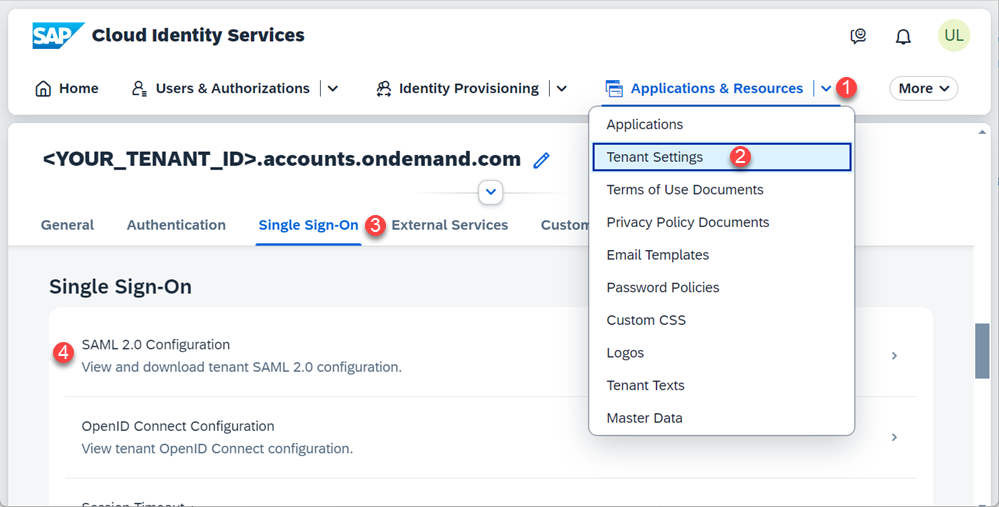 SAP Cloud Identity Services
UL
Home
Users & Authorizations
Identity Provisioning
Applications & Resources
1
More
<YOUR_TENANT_ID>.accounts.ondemand.com
Applications
Tenant Settings 2
Terms of Use Documents
Privacy Policy Documents
Email Templates
Password Policies
Custom CSS
Logos
Tenant Texts
Master Data
General
Authentication
Single Sign-On 3
External Services
Custom
Single Sign-On
4
SAML 2.0 Configuration
View and download tenant SAML 2.0 configuration.
OpenID Connect Configuration
View tenant OpenID Connect configuration.
Session Timeout